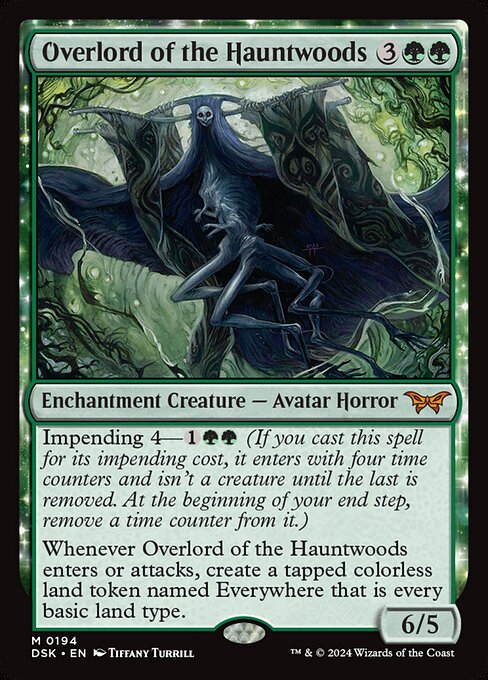 Overlord of the Hauntwoods 3
Enchantment Creature — Avatar Horror
Impending 4—1 (If you cast this spell
for its impending cost, it enters with four time
counters and isn't a creature until the last is
removed. At the beginning of your end step,
remove a time counter from it.)
Whenever Overlord of the Hauntwoods
enters or attacks, create a tapped colorless
land token named Everywhere that is every
basic land type.
6/5
M 0194
DSK • EN Tiffany Turrill
™ & © 2024 Wizards of the Coast